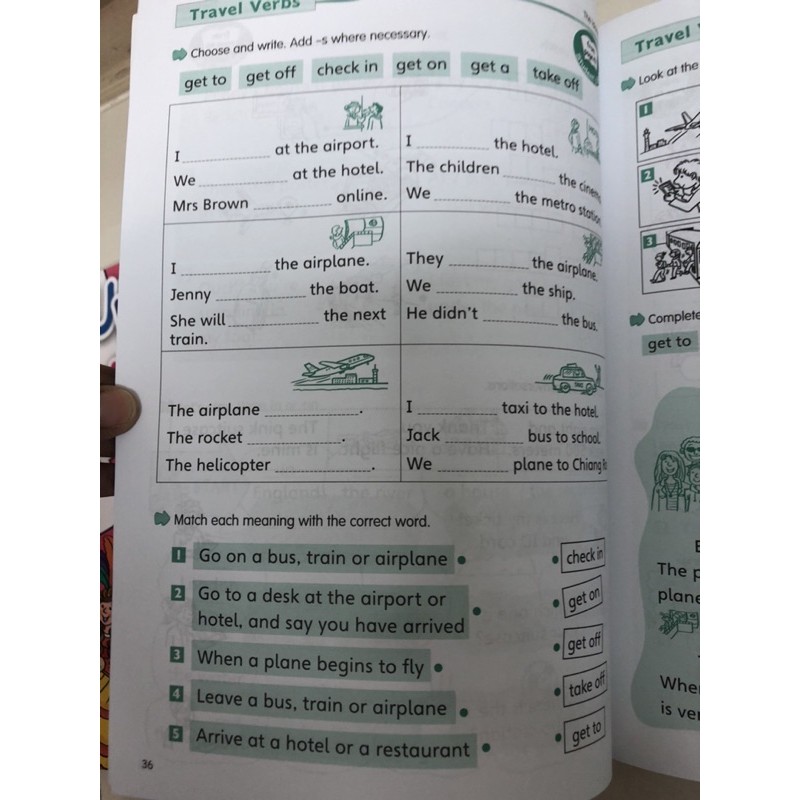 Travel Verbs
Choose and write. Add –s where necessary.
get to get off check in get on get a take off
I at the airport.
We at the hotel.
Mrs Brown online.
I the hotel.
The children the
We the metro station
I the airplane.
Jenny the boat.
She will the next
train.
They the airplane.
We the ship.
He didn't the bus.
The airplane .
The rocket .
The helicopter .
I taxi to the hotel.
Jack bus to school.
We plane to Chiang
Match each meaning with the correct word.
1 Go on a bus, train or airplane
2 Go to a desk at the airport or
hotel, and say you have arrived
3 When a plane begins to fly
4 Leave a bus, train or airplane
5 Arrive at a hotel or a restaurant
check in
get on
get off
take off
get to
36
Travel
Look at the
1
2
3
Complete
get to
The
plane
is